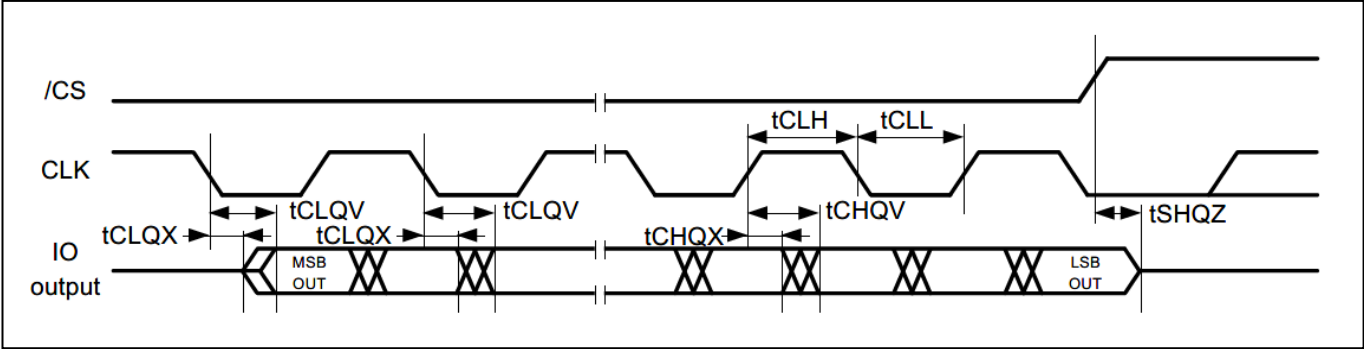 /CS
tCLH
tCLL
CLK
tCLQV
tCLQV
tCHQV
tSHQZ
tCLQX
tCLQX
tCHQX
IO
output
MSB
OUT
LSB
OUT